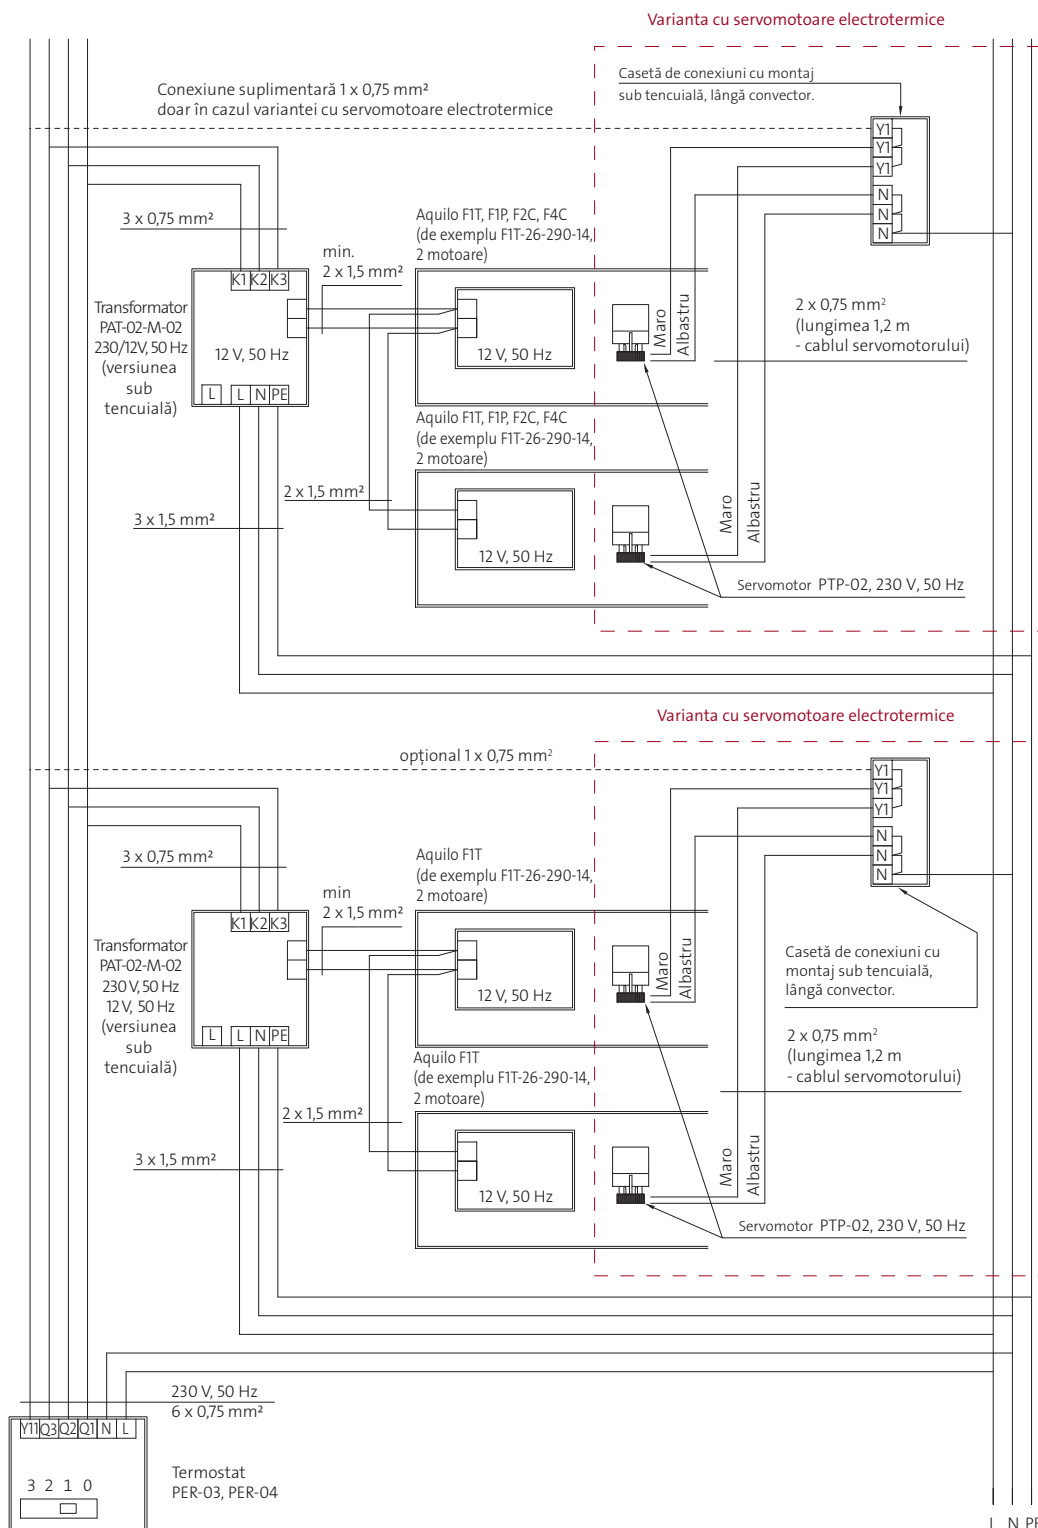 Varianta cu servomotoare electrotermice
Conexiune suplimentară 1 x 0,75 mm²
doar în cazul variantei cu servomotoare electrotermice
Casetă de conexiuni cu montaj
sub tencuială, lângă convector.
Y1
Y1
Y1
N
N
N
3 x 0,75 mm²
Aquilo F1T, F1P, F2C, F4C
(de exemplu F1T-26-290-14,
2 motoare)
min.
2 x 1,5 mm²
K1 K2 K3
Transformator
PAT-02-M-02
230/12V, 50 Hz
(versiunea
sub
tencuială)
12 V, 50 Hz
L L N PE
12 V, 50 Hz
Maro
Albastru
2 x 0,75 mm²
(lungimea 1,2 m
- cablul servomotorului)
Aquilo F1T, F1P, F2C, F4C
(de exemplu F1T-26-290-14,
2 motoare)
2 x 1,5 mm²
3 x 1,5 mm²
12 V, 50 Hz
Maro
Albastru
Servomotor PTP-02, 230 V, 50 Hz
Varianta cu servomotoare electrotermice
opțional 1 x 0,75 mm²
Y1
Y1
Y1
N
N
N
3 x 0,75 mm²
Aquilo F1T
(de exemplu F1T-26-290-14,
2 motoare)
min
2 x 1,5 mm²
K1 K2 K3
Transformator
PAT-02-M-02
230 V, 50 Hz
12 V, 50 Hz
(versiunea
sub
tencuială)
L L N PE
12 V, 50 Hz
Maro
Albastru
Casetă de conexiuni cu
montaj sub tencuială,
lângă convector.
2 x 0,75 mm²
(lungimea 1,2 m
- cablul servomotorului)
Aquilo F1T
(de exemplu F1T-26-290-14,
2 motoare)
2 x 1,5 mm²
3 x 1,5 mm²
12 V, 50 Hz
Maro
Albastru
Servomotor PTP-02, 230 V, 50 Hz
230 V, 50 Hz
6 x 0,75 mm²
Y11 Q3 Q2 Q1 N L
3 2 1 0
Termostat
PER-03, PER-04
L N PE